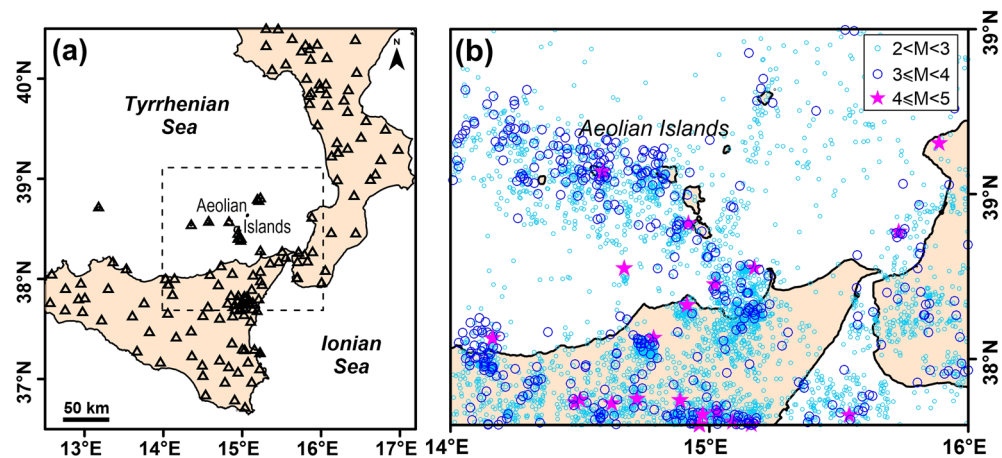 (a)
N
Tyrrhenian
Sea
Aeolian
Islands
Ionian
Sea
50 km
40°N
39°N
38°N
37°N
13°E
14°E
15°E
16°E
17°E
(b)
2<M<3
3⩽M<4
4⩽M<5
Aeolian Islands
39°N
39°N
38°N
14°E
15°E
16°E